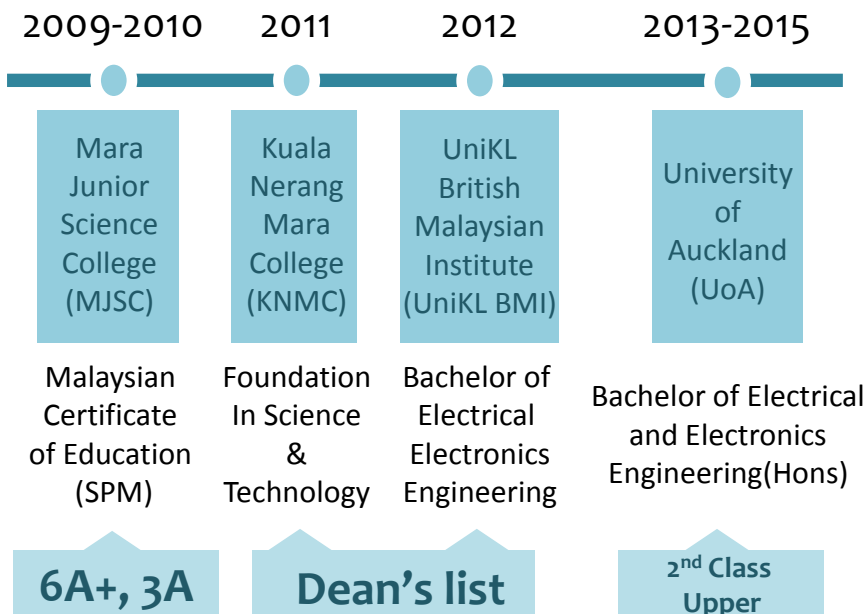 2009-2010
2011
2012
2013-2015
Mara
Junior
Science
College
(MJSC)
Kuala
Nerang
Mara
College
(KNMC)
UniKL
British
Malaysian
Institute
(UniKL BMI)
University
of
Auckland
(UoA)
Malaysian
Certificate
of Education
(SPM)
Foundation
In Science
&
Technology
Bachelor of
Electrical
Electronics
Engineering
Bachelor of Electrical
and Electronics
Engineering(Hons)
6A+, 3A
Dean's list
2nd Class
Upper